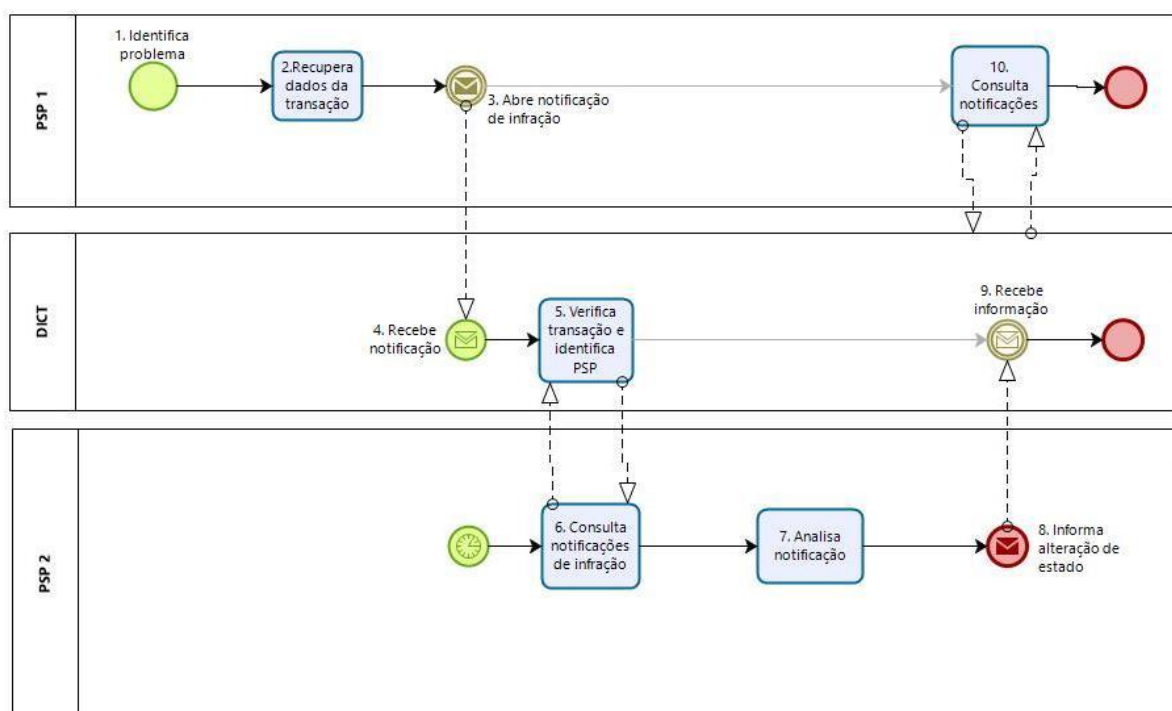 PSP 1
1. Identifica
problema
2.Recupera
dados da
transação
3. Abre notificação
de infração
10.
Consulta
notificações
DICT
4. Recebe
notificação
5. Verifica
transação e
identifica
PSP
9. Recebe
informação
PSP 2
6. Consulta
notificações
de infração
7. Analisa
notificação
8. Informa
alteração de
estado